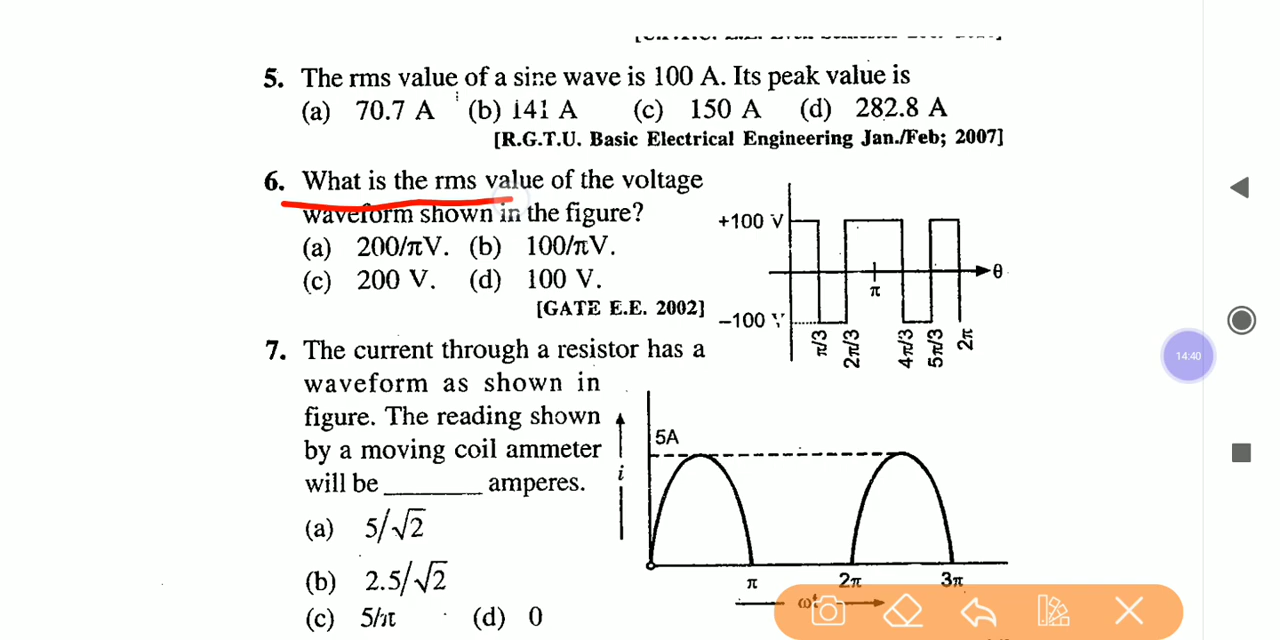 5. The rms value of a sine wave is 100 A. Its peak value is
(a) 70.7 A (b) 141 A (c) 150 A (d) 282.8 A
[R.G.T.U. Basic Electrical Engineering Jan./Feb; 2007]
6. What is the rms value of the voltage
waveform shown in the figure?
(a) 200/πV. (b) 100/πV.
(c) 200 V. (d) 100 V.
[GATE E.E. 2002]
+100 V
θ
π
–100 V
π/3
2π/3
4π/3
5π/3
2π
7. The current through a resistor has a
waveform as shown in
figure. The reading shown
by a moving coil ammeter
will be ________ amperes.
(a) 5/√2
(b) 2.5/√2
(c) 5/π (d) 0
5A
i
π
2π
3π
ωt
14:40